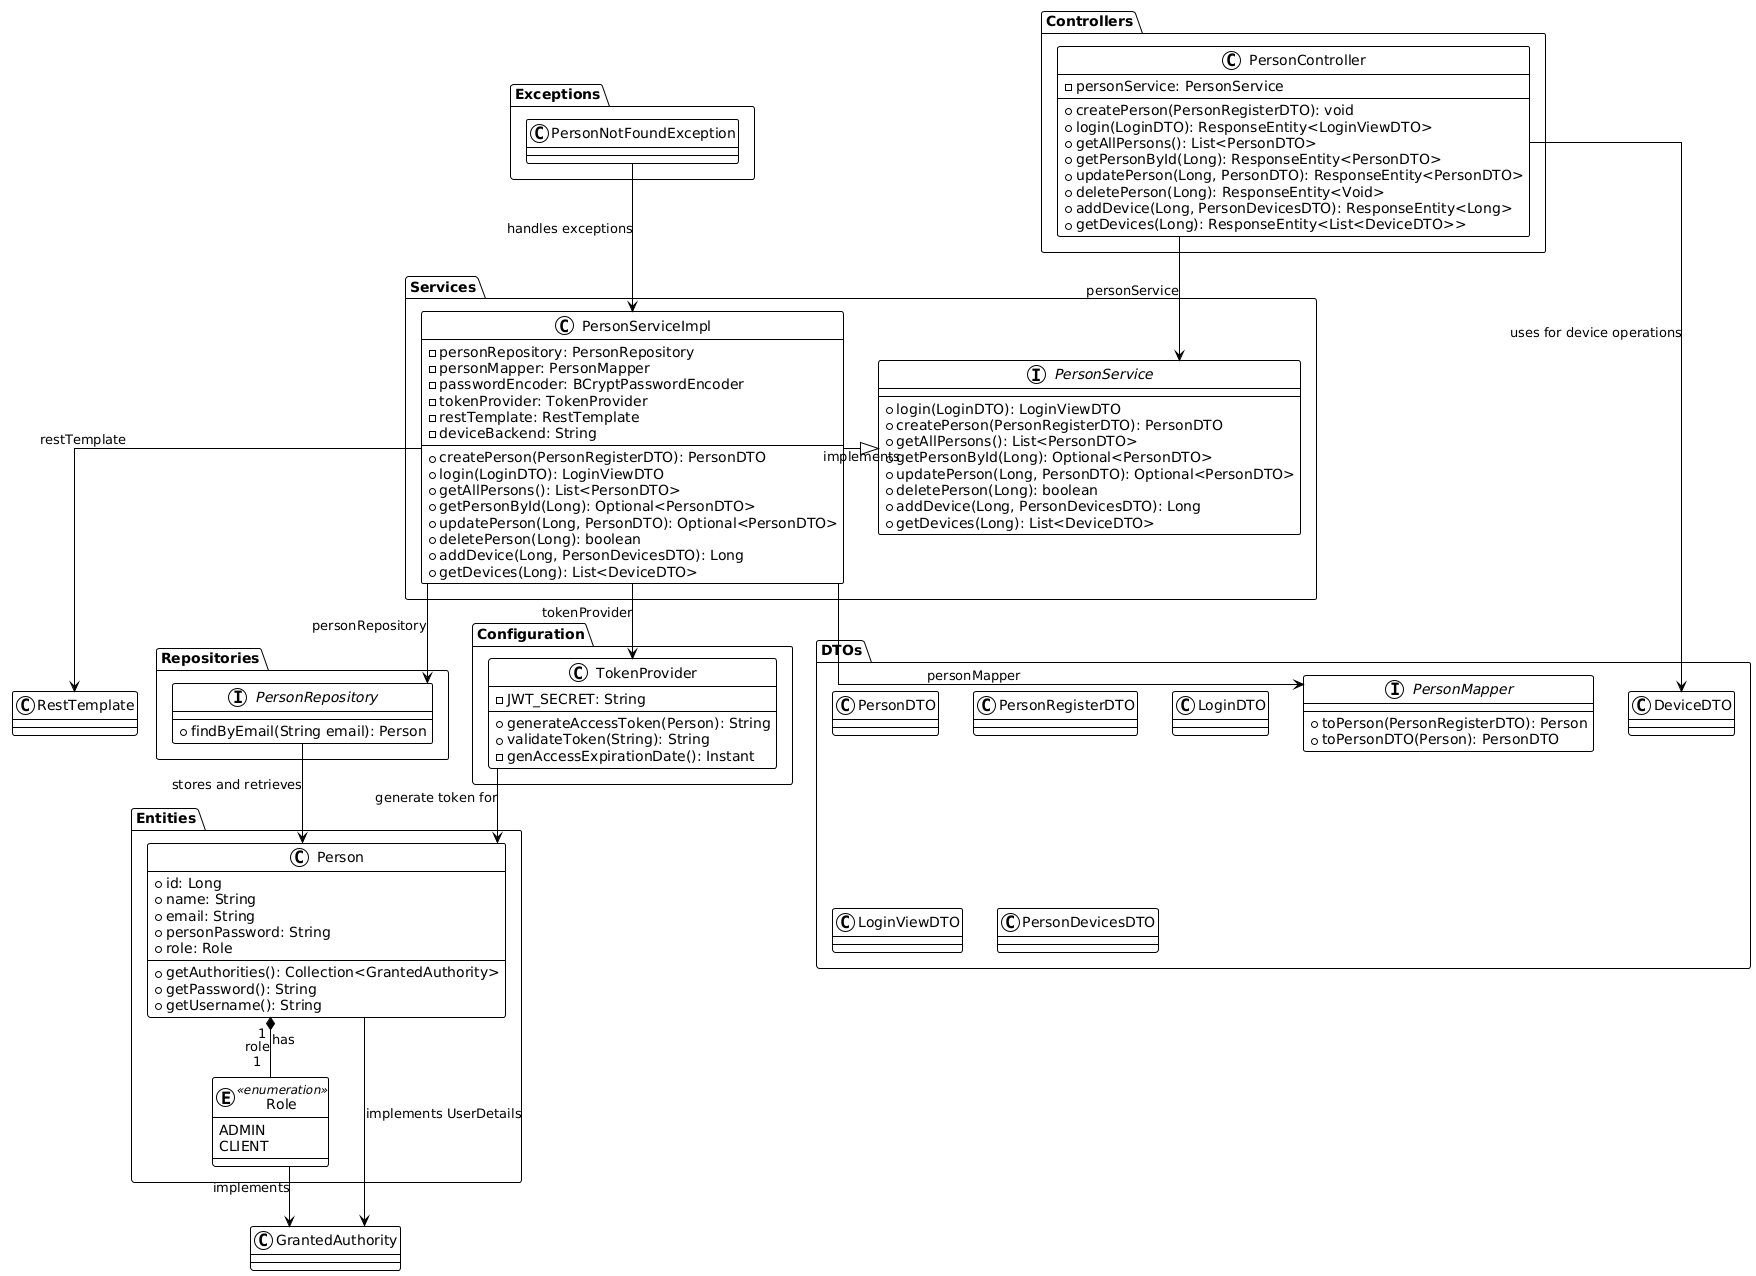 Controllers
C PersonController
personService: PersonService
createPerson(PersonRegisterDTO): void
login(LoginDTO): ResponseEntity<LoginViewDTO>
getAllPersons(): List<PersonDTO>
getPersonById(Long): ResponseEntity<PersonDTO>
updatePerson(Long, PersonDTO): ResponseEntity<PersonDTO>
deletePerson(Long): ResponseEntity<Void>
addDevice(Long, PersonDevicesDTO): ResponseEntity<Long>
getDevices(Long): ResponseEntity<List<DeviceDTO>>
Exceptions
C PersonNotFoundException
handles exceptions
personService
uses for device operations
Services
C PersonServiceImpl
personRepository: PersonRepository
personMapper: PersonMapper
passwordEncoder: BCryptPasswordEncoder
tokenProvider: TokenProvider
restTemplate: RestTemplate
deviceBackend: String
createPerson(PersonRegisterDTO): PersonDTO
login(LoginDTO): LoginViewDTO
getAllPersons(): List<PersonDTO>
getPersonById(Long): Optional<PersonDTO>
updatePerson(Long, PersonDTO): Optional<PersonDTO>
deletePerson(Long): boolean
addDevice(Long, PersonDevicesDTO): Long
getDevices(Long): List<DeviceDTO>
implements
I PersonService
login(LoginDTO): LoginViewDTO
createPerson(PersonRegisterDTO): PersonDTO
getAllPersons(): List<PersonDTO>
getPersonById(Long): Optional<PersonDTO>
updatePerson(Long, PersonDTO): Optional<PersonDTO>
deletePerson(Long): boolean
addDevice(Long, PersonDevicesDTO): Long
getDevices(Long): List<DeviceDTO>
restTemplate
personRepository
tokenProvider
personMapper
C RestTemplate
Repositories
I PersonRepository
findByEmail(String email): Person
Configuration
C TokenProvider
JWT_SECRET: String
generateAccessToken(Person): String
validateToken(String): String
genAccessExpirationDate(): Instant
DTOs
C PersonDTO
C PersonRegisterDTO
C LoginDTO
I PersonMapper
toPerson(PersonRegisterDTO): Person
toPersonDTO(Person): PersonDTO
C DeviceDTO
C LoginViewDTO
C PersonDevicesDTO
stores and retrieves
generate token for
Entities
C Person
id: Long
name: String
email: String
personPassword: String
role: Role
getAuthorities(): Collection<GrantedAuthority>
getPassword(): String
getUsername(): String
1
has
role
1
E «enumeration»
Role
ADMIN
CLIENT
implements UserDetails
implements
C GrantedAuthority